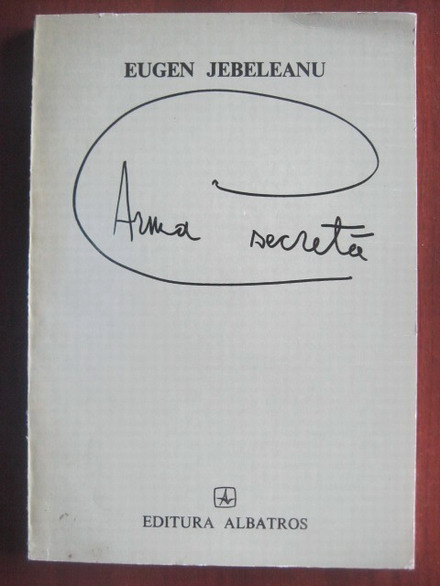 EUGEN JEBELEANU
Arma secretă
EDITURA ALBATROS